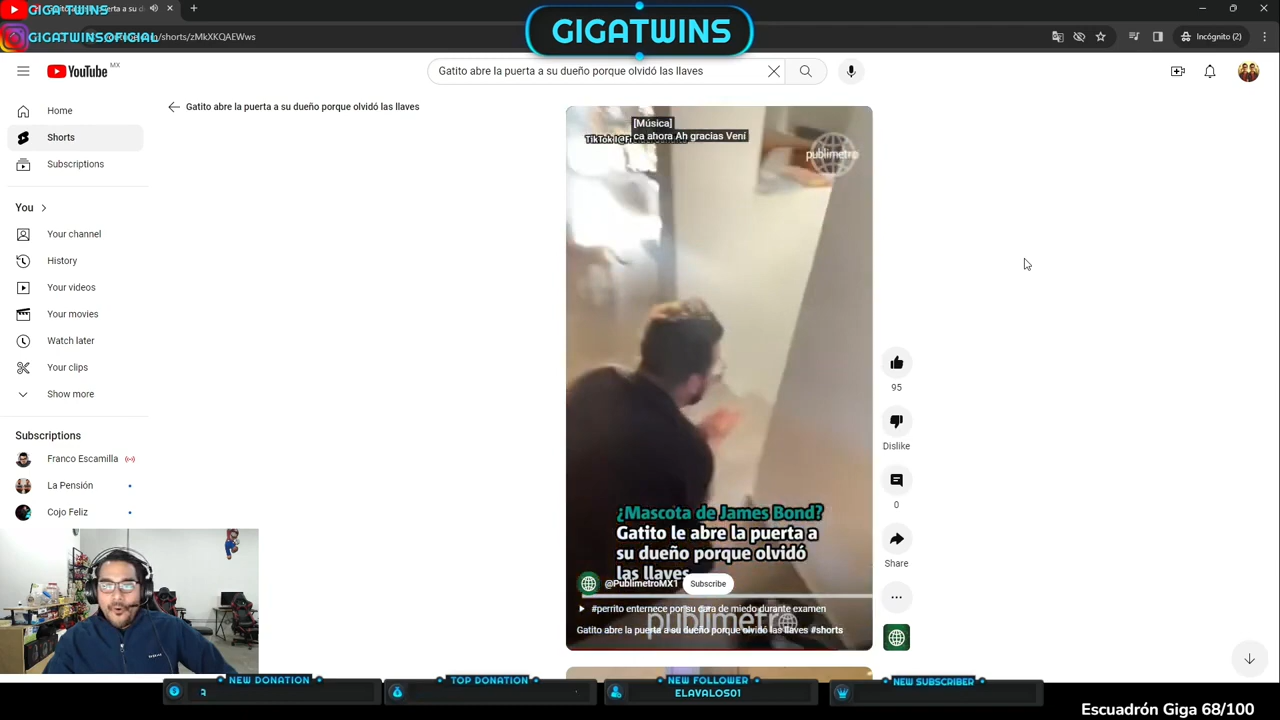 GIGA TWINS
GIGATWINSOFICIAL
/shorts/zMkXKQAEWws
GIGATWINS
Incógnito (2)
YouTube MX
Gatito abre la puerta a su dueño porque olvidó las llaves
Home
Shorts
Subscriptions
You
Your channel
History
Your videos
Your movies
Watch later
Your clips
Show more
Subscriptions
Franco Escamilla
La Pensión
Cojo Feliz
Gatito abre la puerta a su dueño porque olvidó las llaves
[Música]
ca ahora Ah gracias Vení
publimetro
¿Mascota de James Bond?
Gatito le abre la puerta a
su dueño porque olvidó
las llaves
@PublimetroMX1
Subscribe
#perrito enternece por su cara de miedo durante examen
publimetro
Gatito abre la puerta a su dueño porque olvidó las llaves #shorts
95
Dislike
0
Share
NEW DONATION
TOP DONATION
NEW FOLLOWER
ELAVALOS01
NEW SUBSCRIBER
Escuadrón Giga 68/100